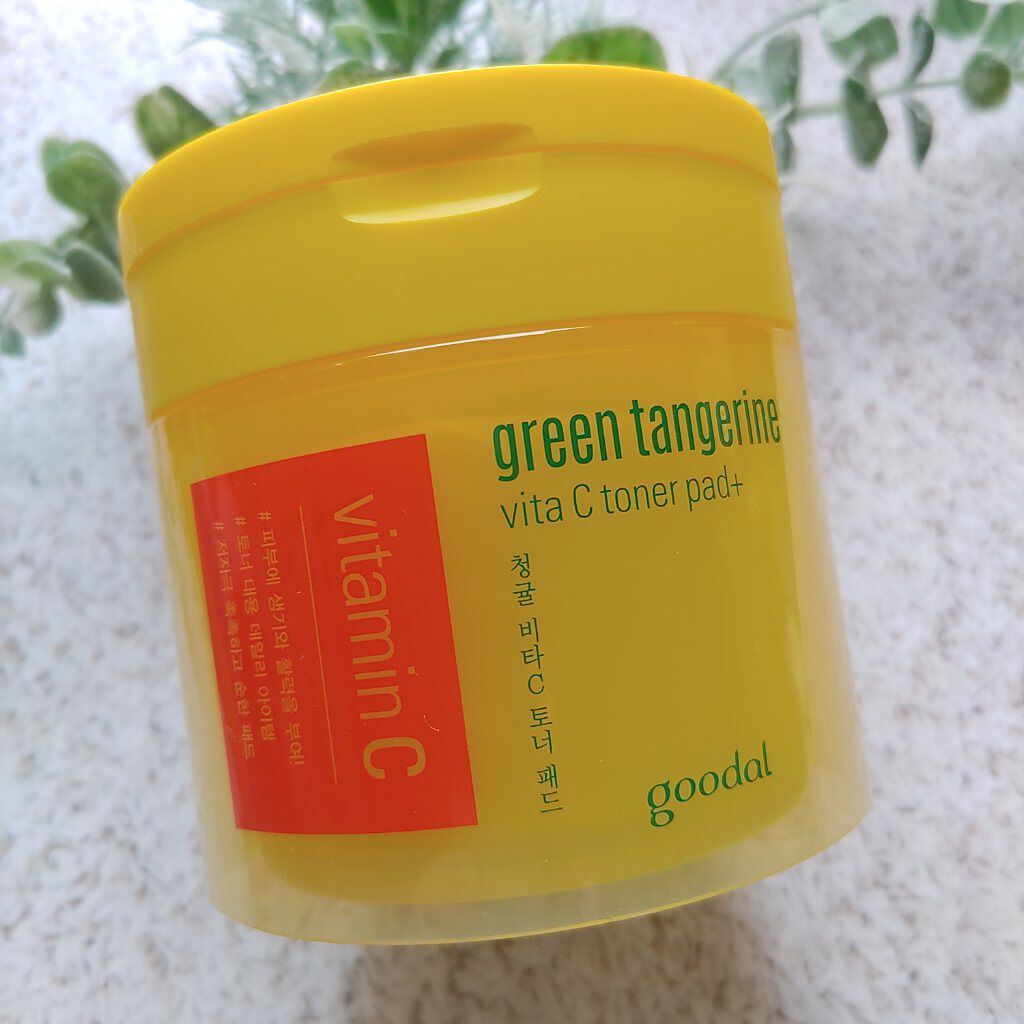 green tangerine
vita C toner pad+
청귤 비타C 토너 패드
goodal
vitamin C
# 피부에 생기와 활력을 부여!
# 토너 대용 데일리 아이템
# 저자극 촉촉하고 순한 패드